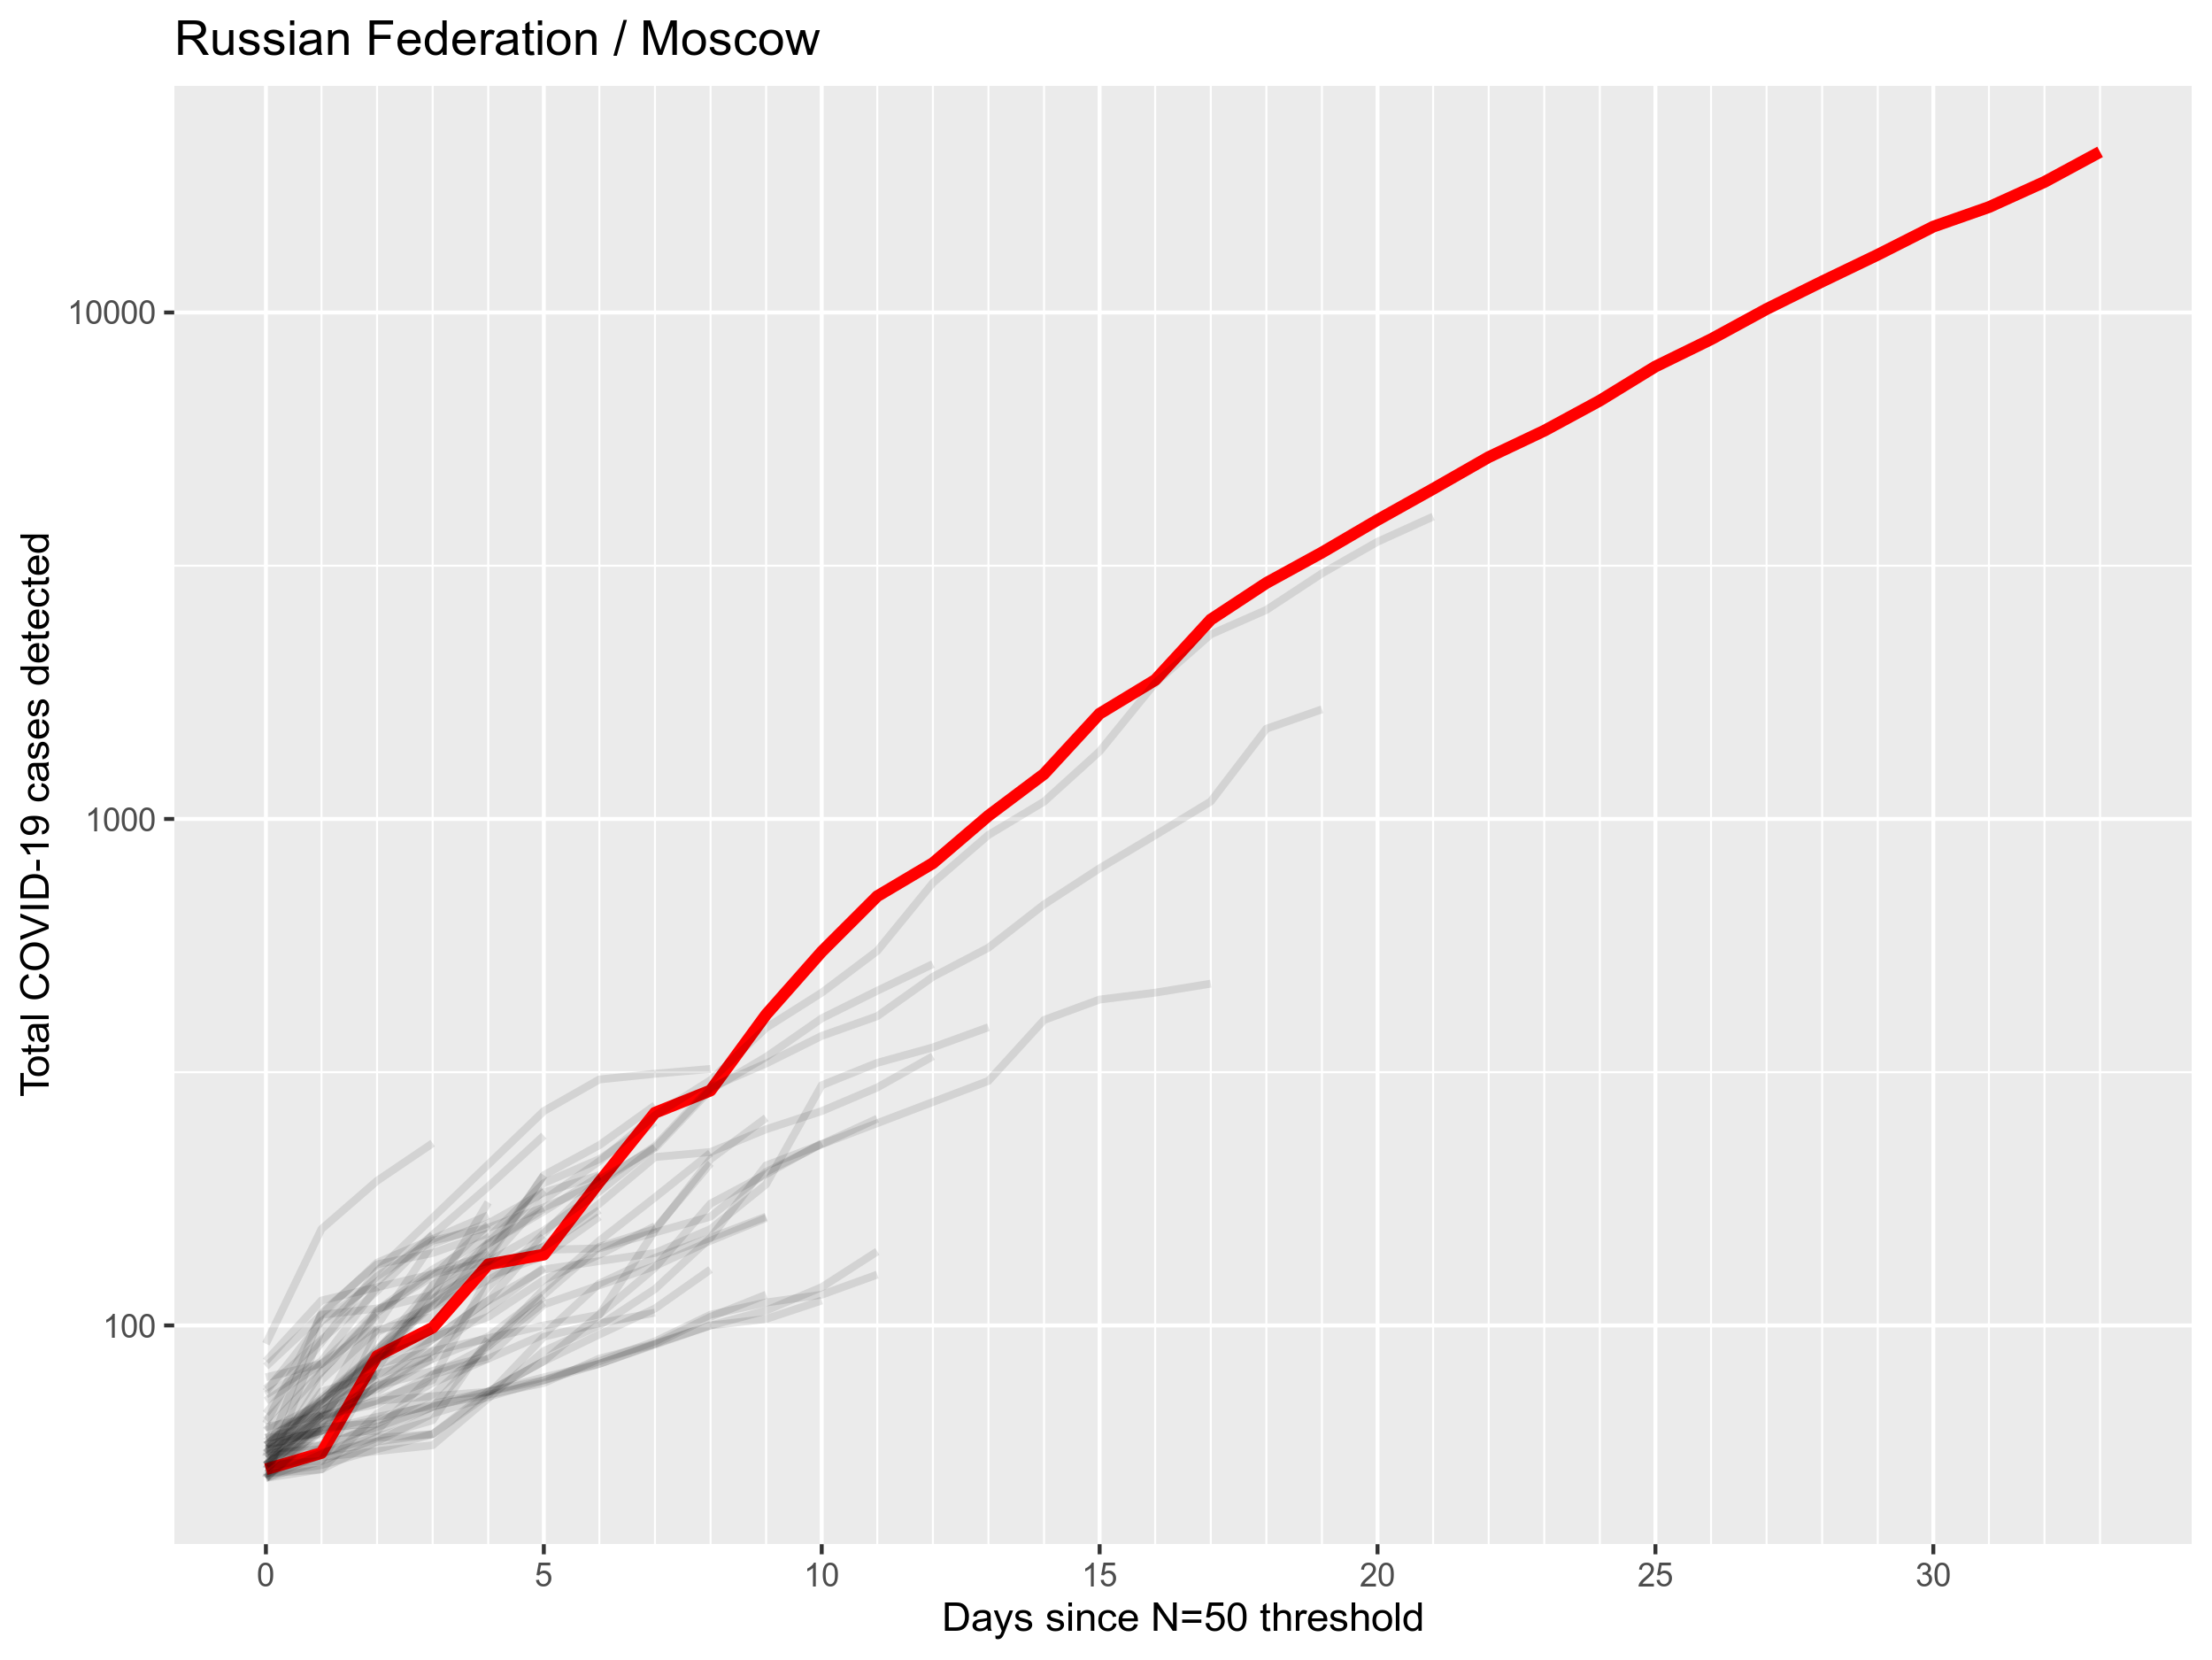 Russian Federation / Moscow
Total COVID-19 cases detected
10000
1000
100
0 5 10 15 20 25 30
Days since N=50 threshold